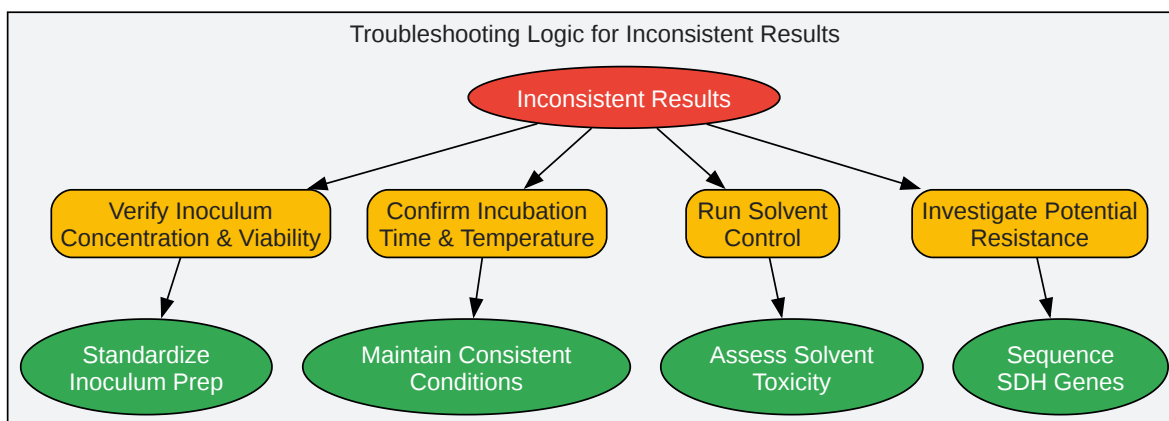 Troubleshooting Logic for Inconsistent Results
Inconsistent Results
Verify Inoculum
Concentration & Viability
Confirm Incubation
Time & Temperature
Run Solvent
Control
Investigate Potential
Resistance
Standardize
Inoculum Prep
Maintain Consistent
Conditions
Assess Solvent
Toxicity
Sequence
SDH Genes